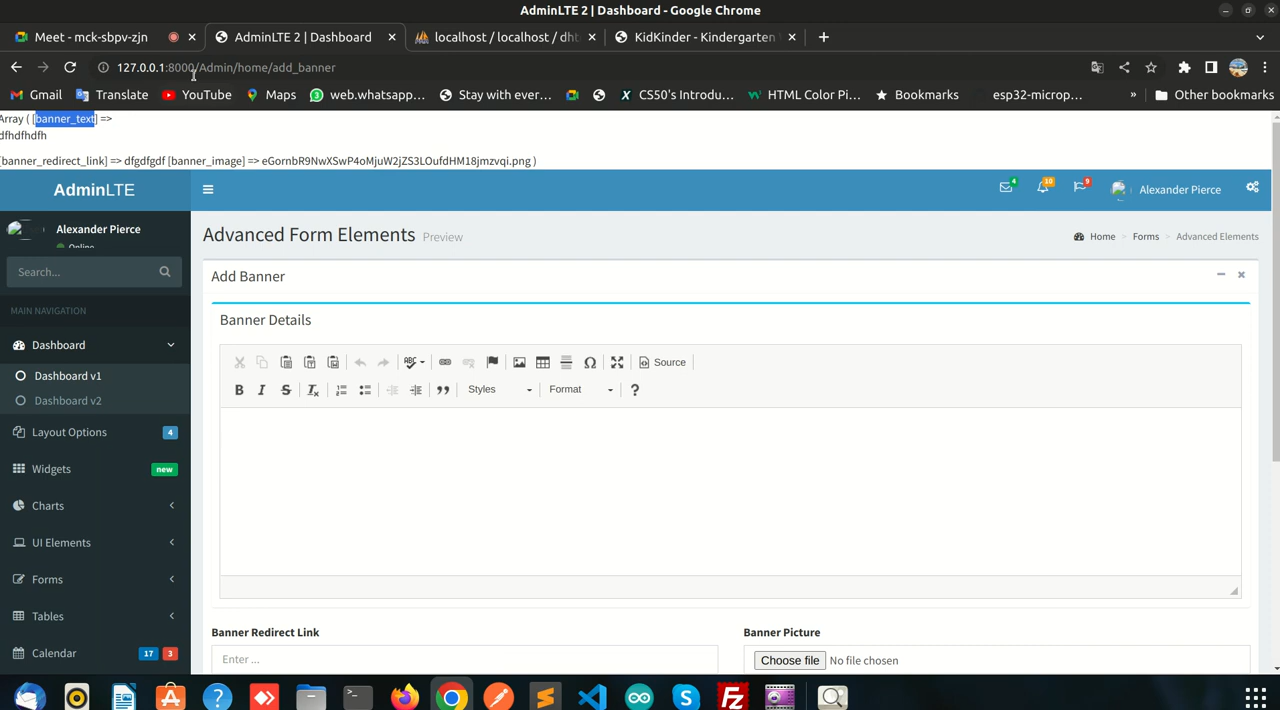 AdminLTE 2 | Dashboard - Google Chrome
Meet - mck-sbpv-zjn
AdminLTE 2 | Dashboard
localhost / localhost / dht
KidKinder - Kindergarten
127.0.0.1:8000/Admin/home/add_banner
Gmail
Translate
YouTube
Maps
web.whatsapp...
Stay with ever...
CS50's Introdu...
HTML Color Pi...
Bookmarks
esp32-microp...
»
Other bookmarks
Array ( [banner_text] =>
dfhdfhdfh
[banner_redirect_link] => dfgdfgdf [banner_image] => eGornbR9NwXSwP4oMjuW2jZS3LOufdHM18jmzvqi.png )
AdminLTE
4
10
9
Alexander Pierce
Alexander Pierce
Online
Advanced Form Elements Preview
Home > Forms > Advanced Elements
Search...
Add Banner
MAIN NAVIGATION
Banner Details
Dashboard
Dashboard v1
Dashboard v2
Layout Options 4
Widgets new
Charts
UI Elements
Forms
Tables
Calendar 17 3
ABC
Source
B I S Tx
Styles
Format
?
Banner Redirect Link
Enter ...
Banner Picture
Choose file No file chosen